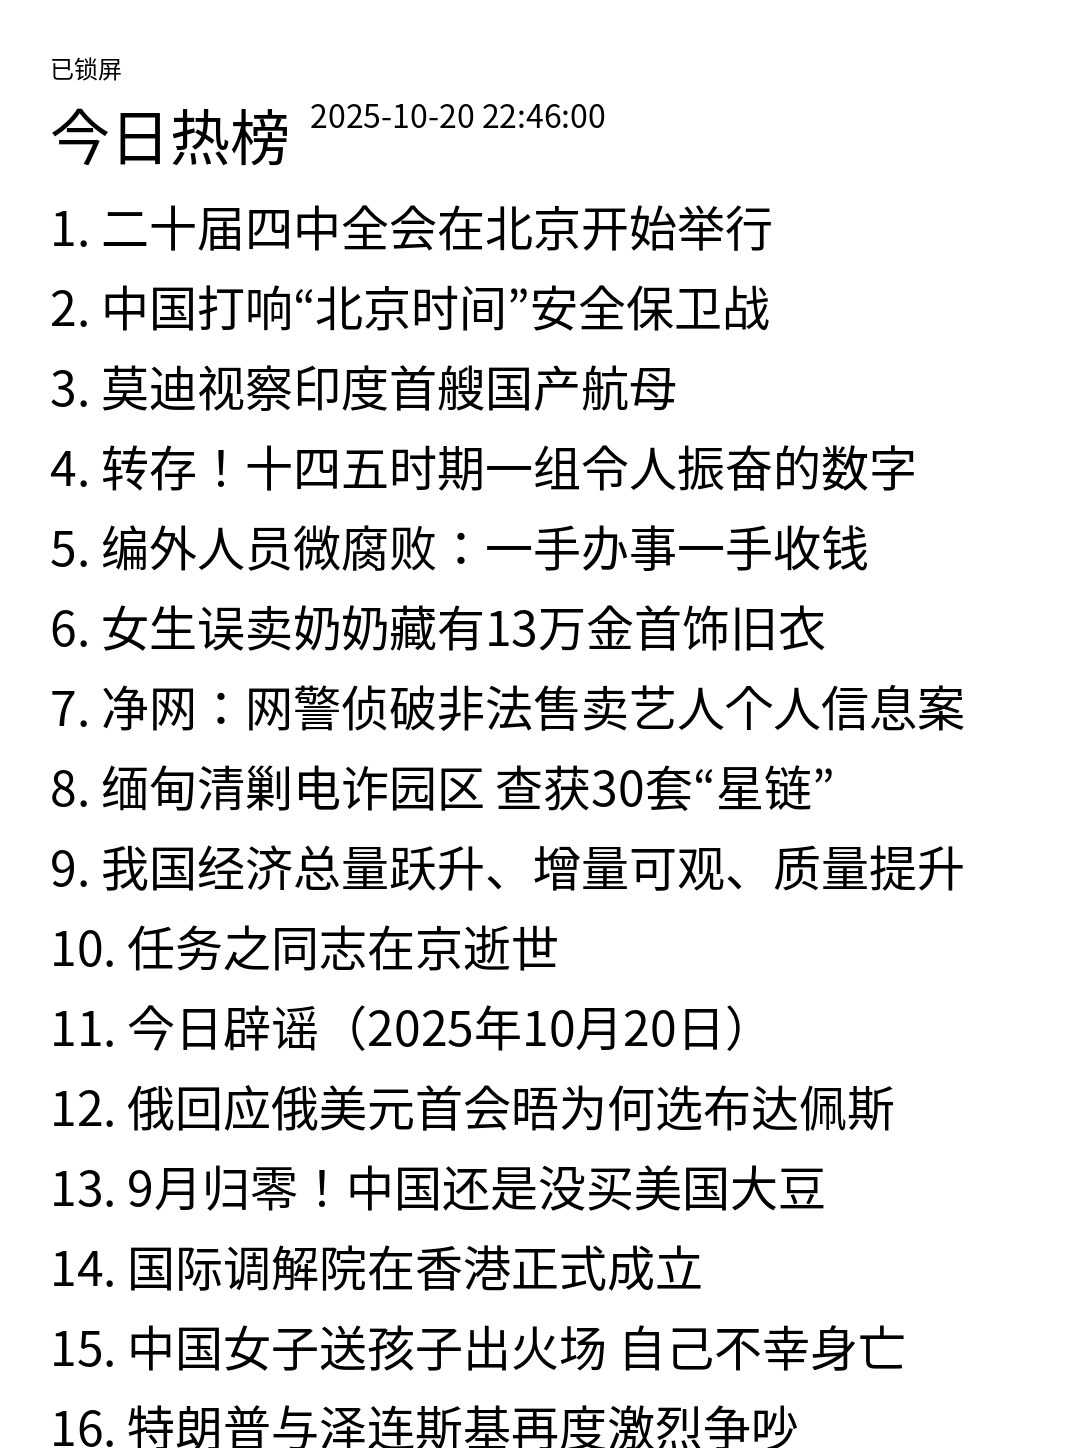 已锁屏
今日热榜 2025-10-20 22:46:00
1. 二十届四中全会在北京开始举行
2. 中国打响“北京时间”安全保卫战
3. 莫迪视察印度首艘国产航母
4. 转存！十四五时期一组令人振奋的数字
5. 编外人员微腐败：一手办事一手收钱
6. 女生误卖奶奶藏有13万金首饰旧衣
7. 净网：网警侦破非法售卖艺人个人信息案
8. 缅甸清剿电诈园区 查获30套“星链”
9. 我国经济总量跃升、增量可观、质量提升
10. 任务之同志在京逝世
11. 今日辟谣（2025年10月20日）
12. 俄回应俄美元首会晤为何选布达佩斯
13. 9月归零！中国还是没买美国大豆
14. 国际调解院在香港正式成立
15. 中国女子送孩子出火场 自己不幸身亡
16. 特朗普与泽连斯基再度激烈争吵